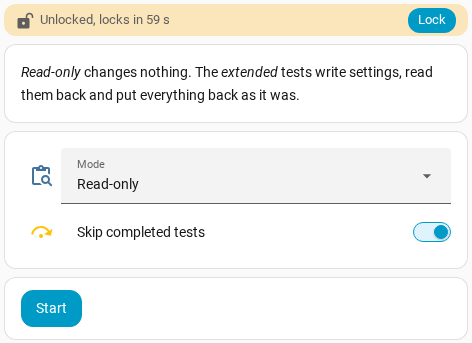 Unlocked, locks in 59 s
Lock
Read-only changes nothing. The extended tests write settings, read
them back and put everything back as it was.
Mode
Read-only
Skip completed tests
Start